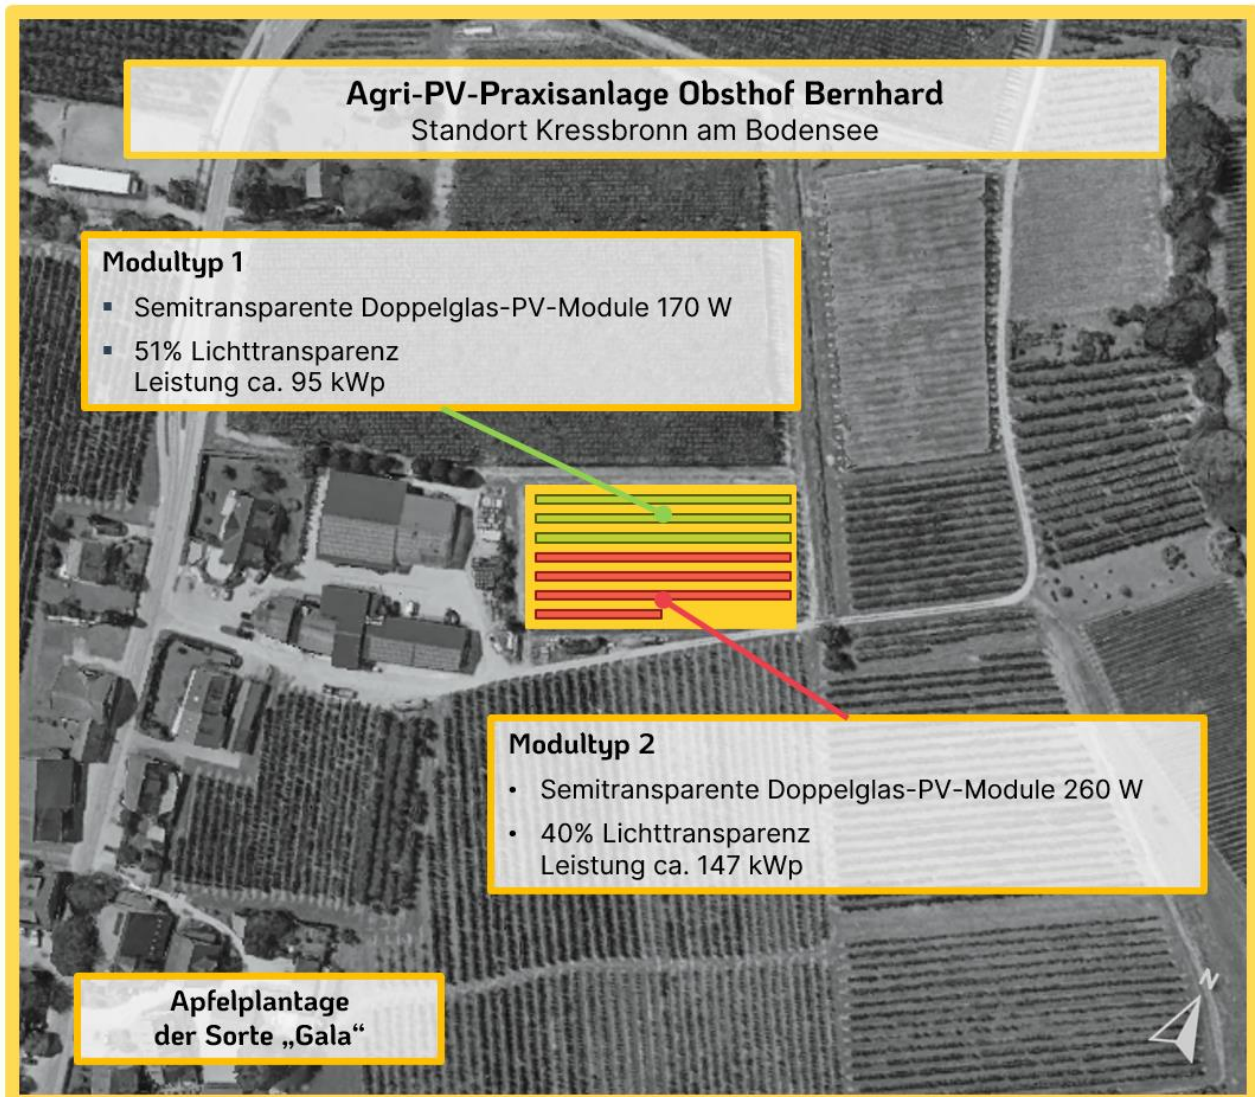 Agri-PV-Praxisanlage Obsthof Bernhard
Standort Kressbronn am Bodensee
Modultyp 1
▪ Semitransparente Doppelglas-PV-Module 170 W
▪ 51% Lichttransparenz
Leistung ca. 95 kWp
Modultyp 2
• Semitransparente Doppelglas-PV-Module 260 W
• 40% Lichttransparenz
Leistung ca. 147 kWp
Apfelplantage
der Sorte „Gala“
N